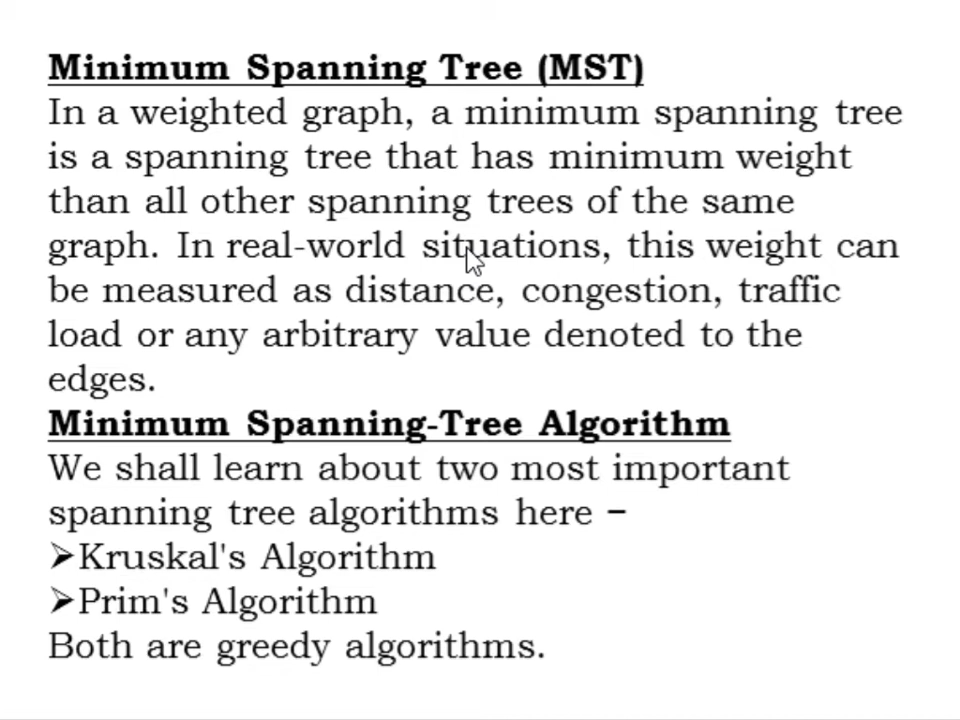 Minimum Spanning Tree (MST)
In a weighted graph, a minimum spanning tree
is a spanning tree that has minimum weight
than all other spanning trees of the same
graph. In real-world situations, this weight can
be measured as distance, congestion, traffic
load or any arbitrary value denoted to the
edges.
Minimum Spanning-Tree Algorithm
We shall learn about two most important
spanning tree algorithms here −
➢Kruskal's Algorithm
➢Prim's Algorithm
Both are greedy algorithms.